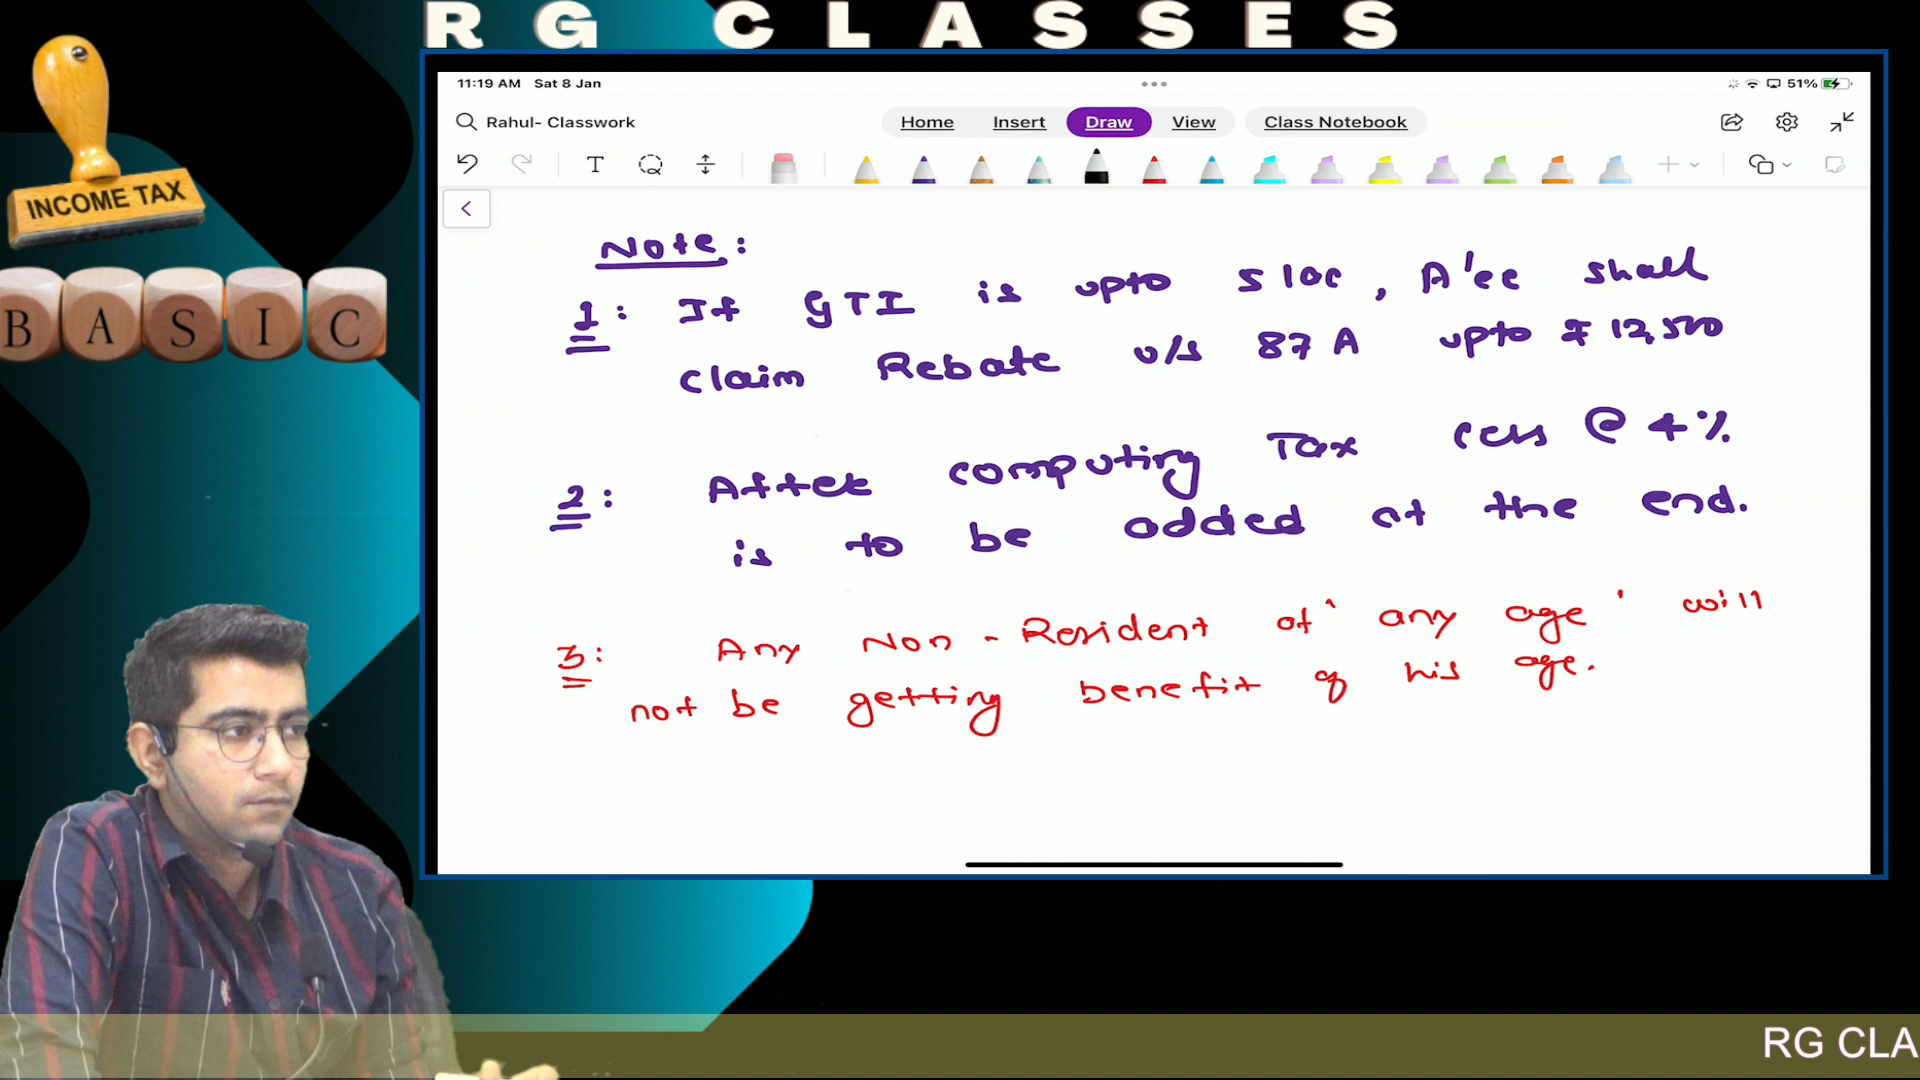 RG CLASSES
11:19 AM Sat 8 Jan
51%
INCOME TAX
BASIC
Rahul- Classwork
Home Insert Draw View Class Notebook
T
Note:
1: If GTI is upto 5 lac, A'ee shall
claim Rebate u/s 87 A upto ₹ 12,500
2: After computing Tax cess @ 4%
is to be added at the end.
3: Any Non-Resident of 'any age' will
not be getting benefit of his age.
RG CLA